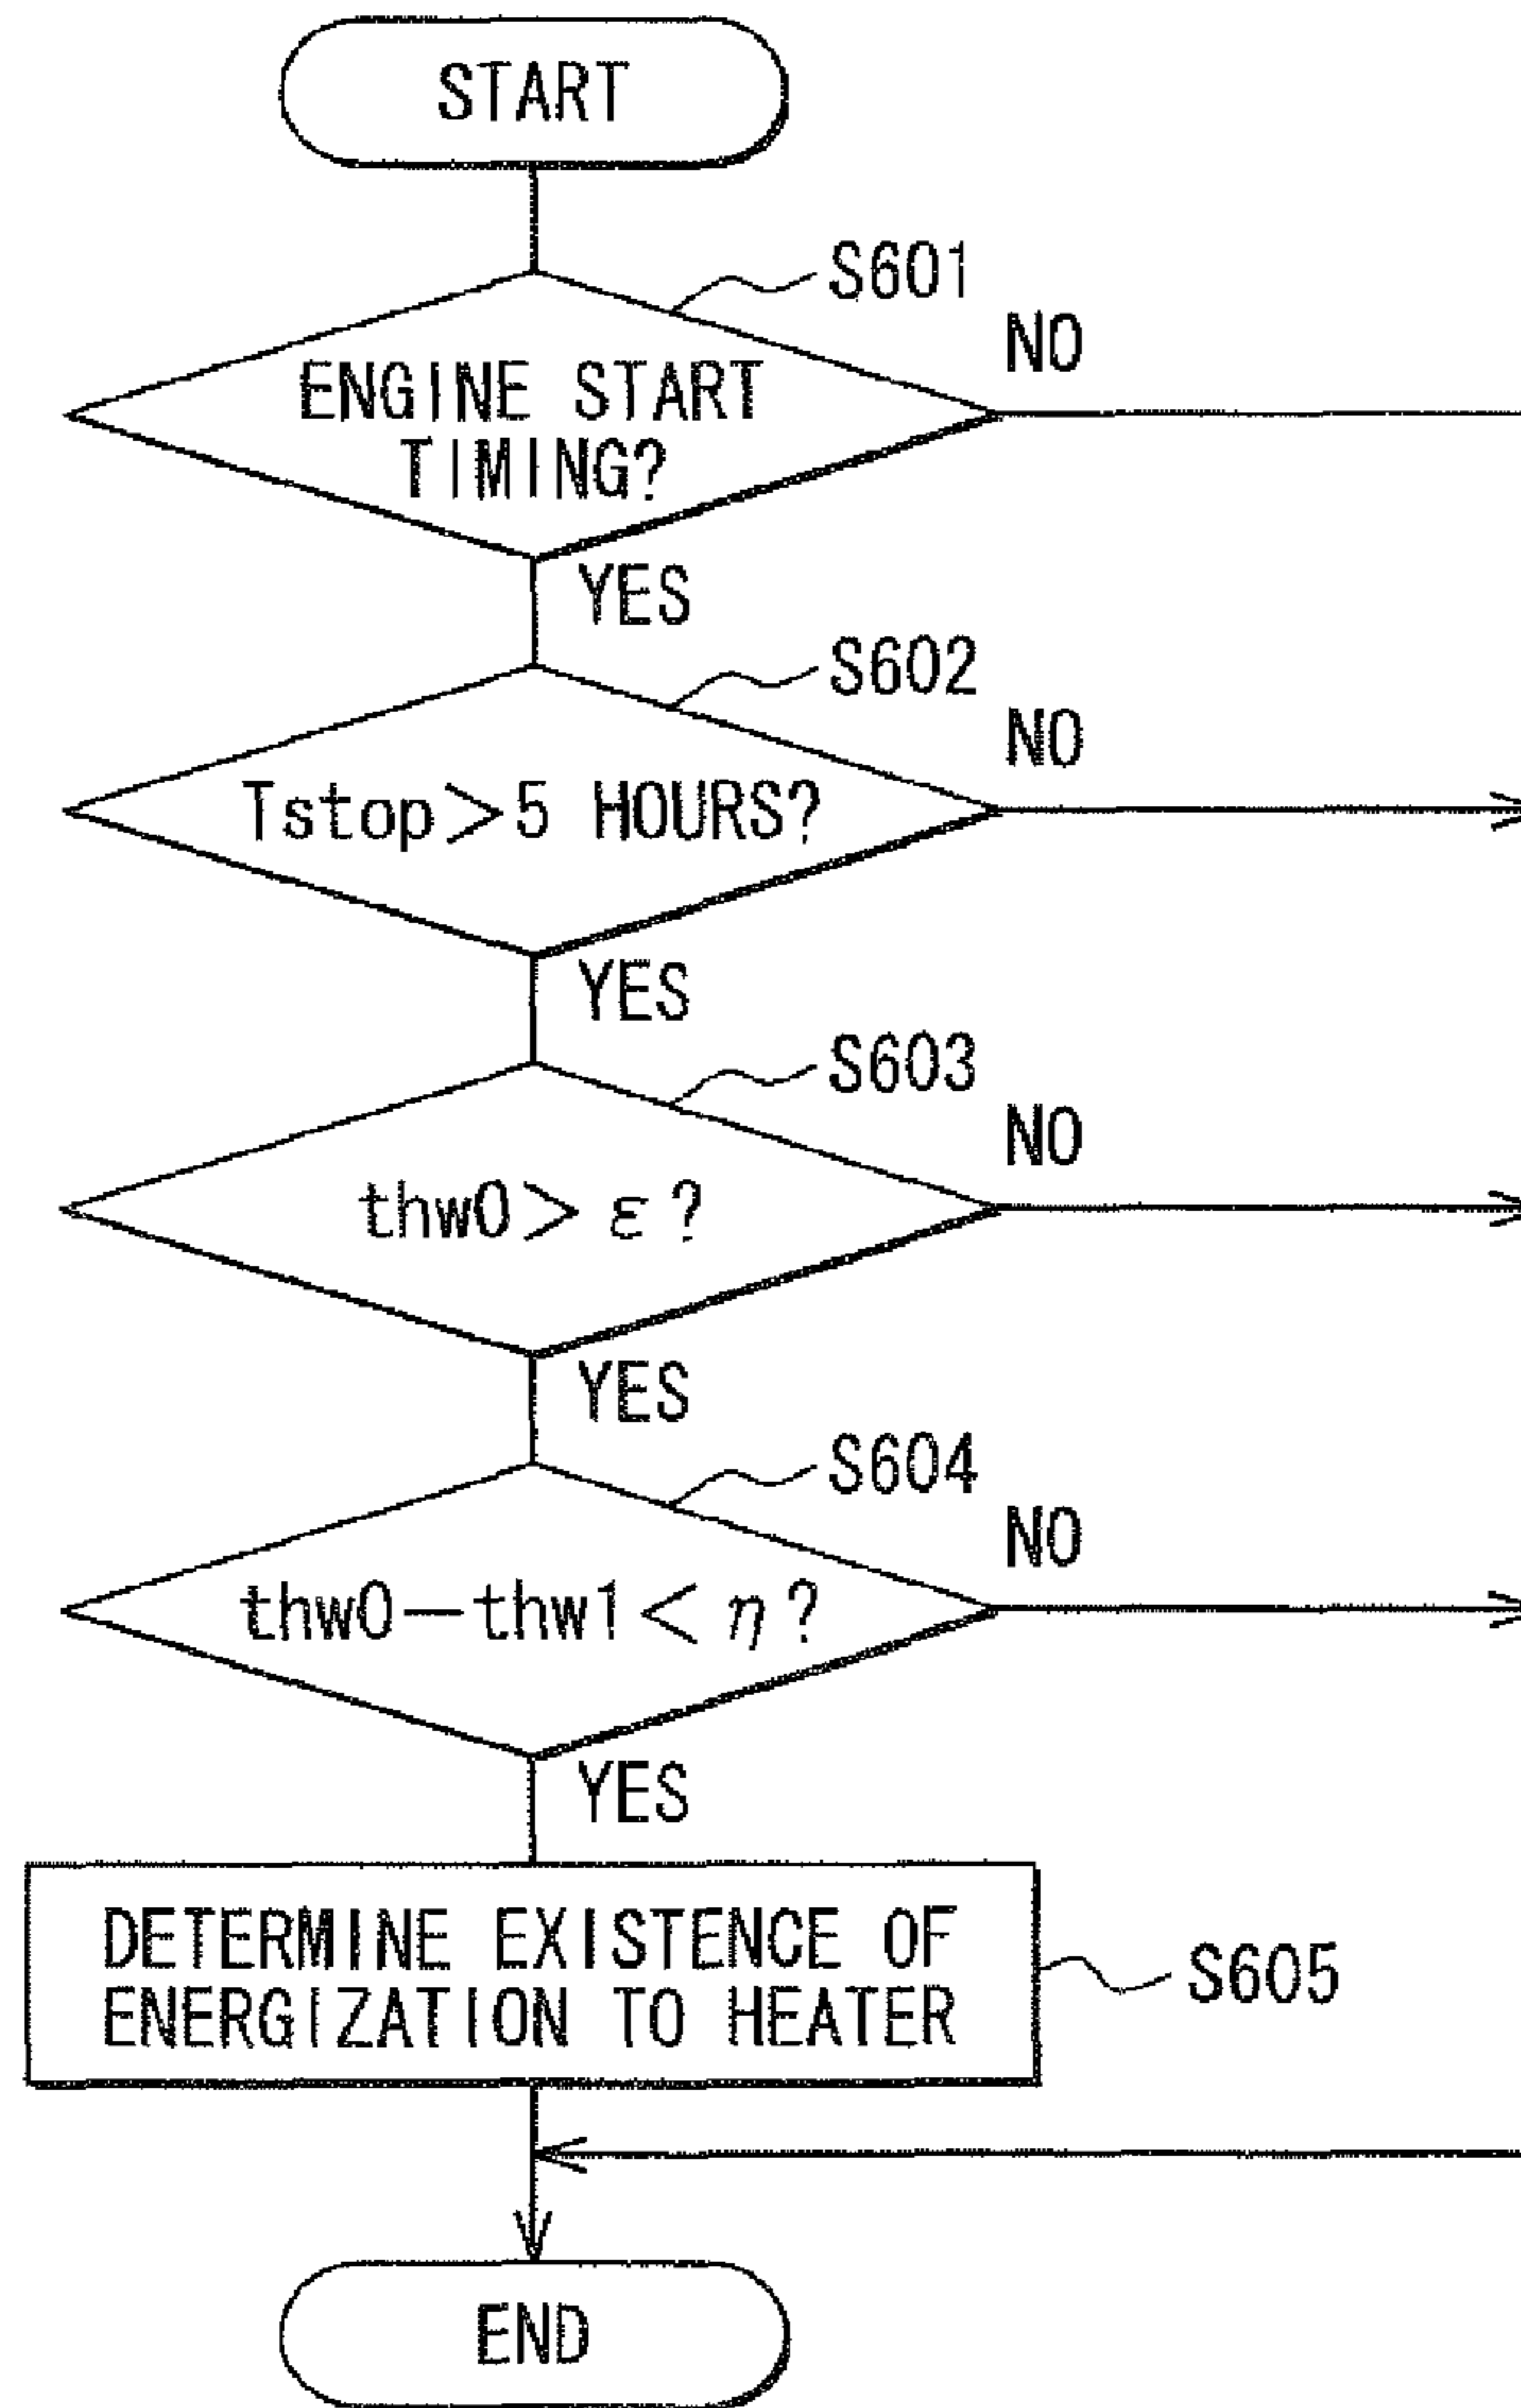 START
S601
NO
ENGINE START
TIMING?
YES
S602
NO
Tstop>5 HOURS?
YES
S603
NO
thw0>ε?
YES
S604
NO
thw0-thw1<η?
YES
DETERMINE EXISTENCE OF
ENERGIZATION TO HEATER
S605
END